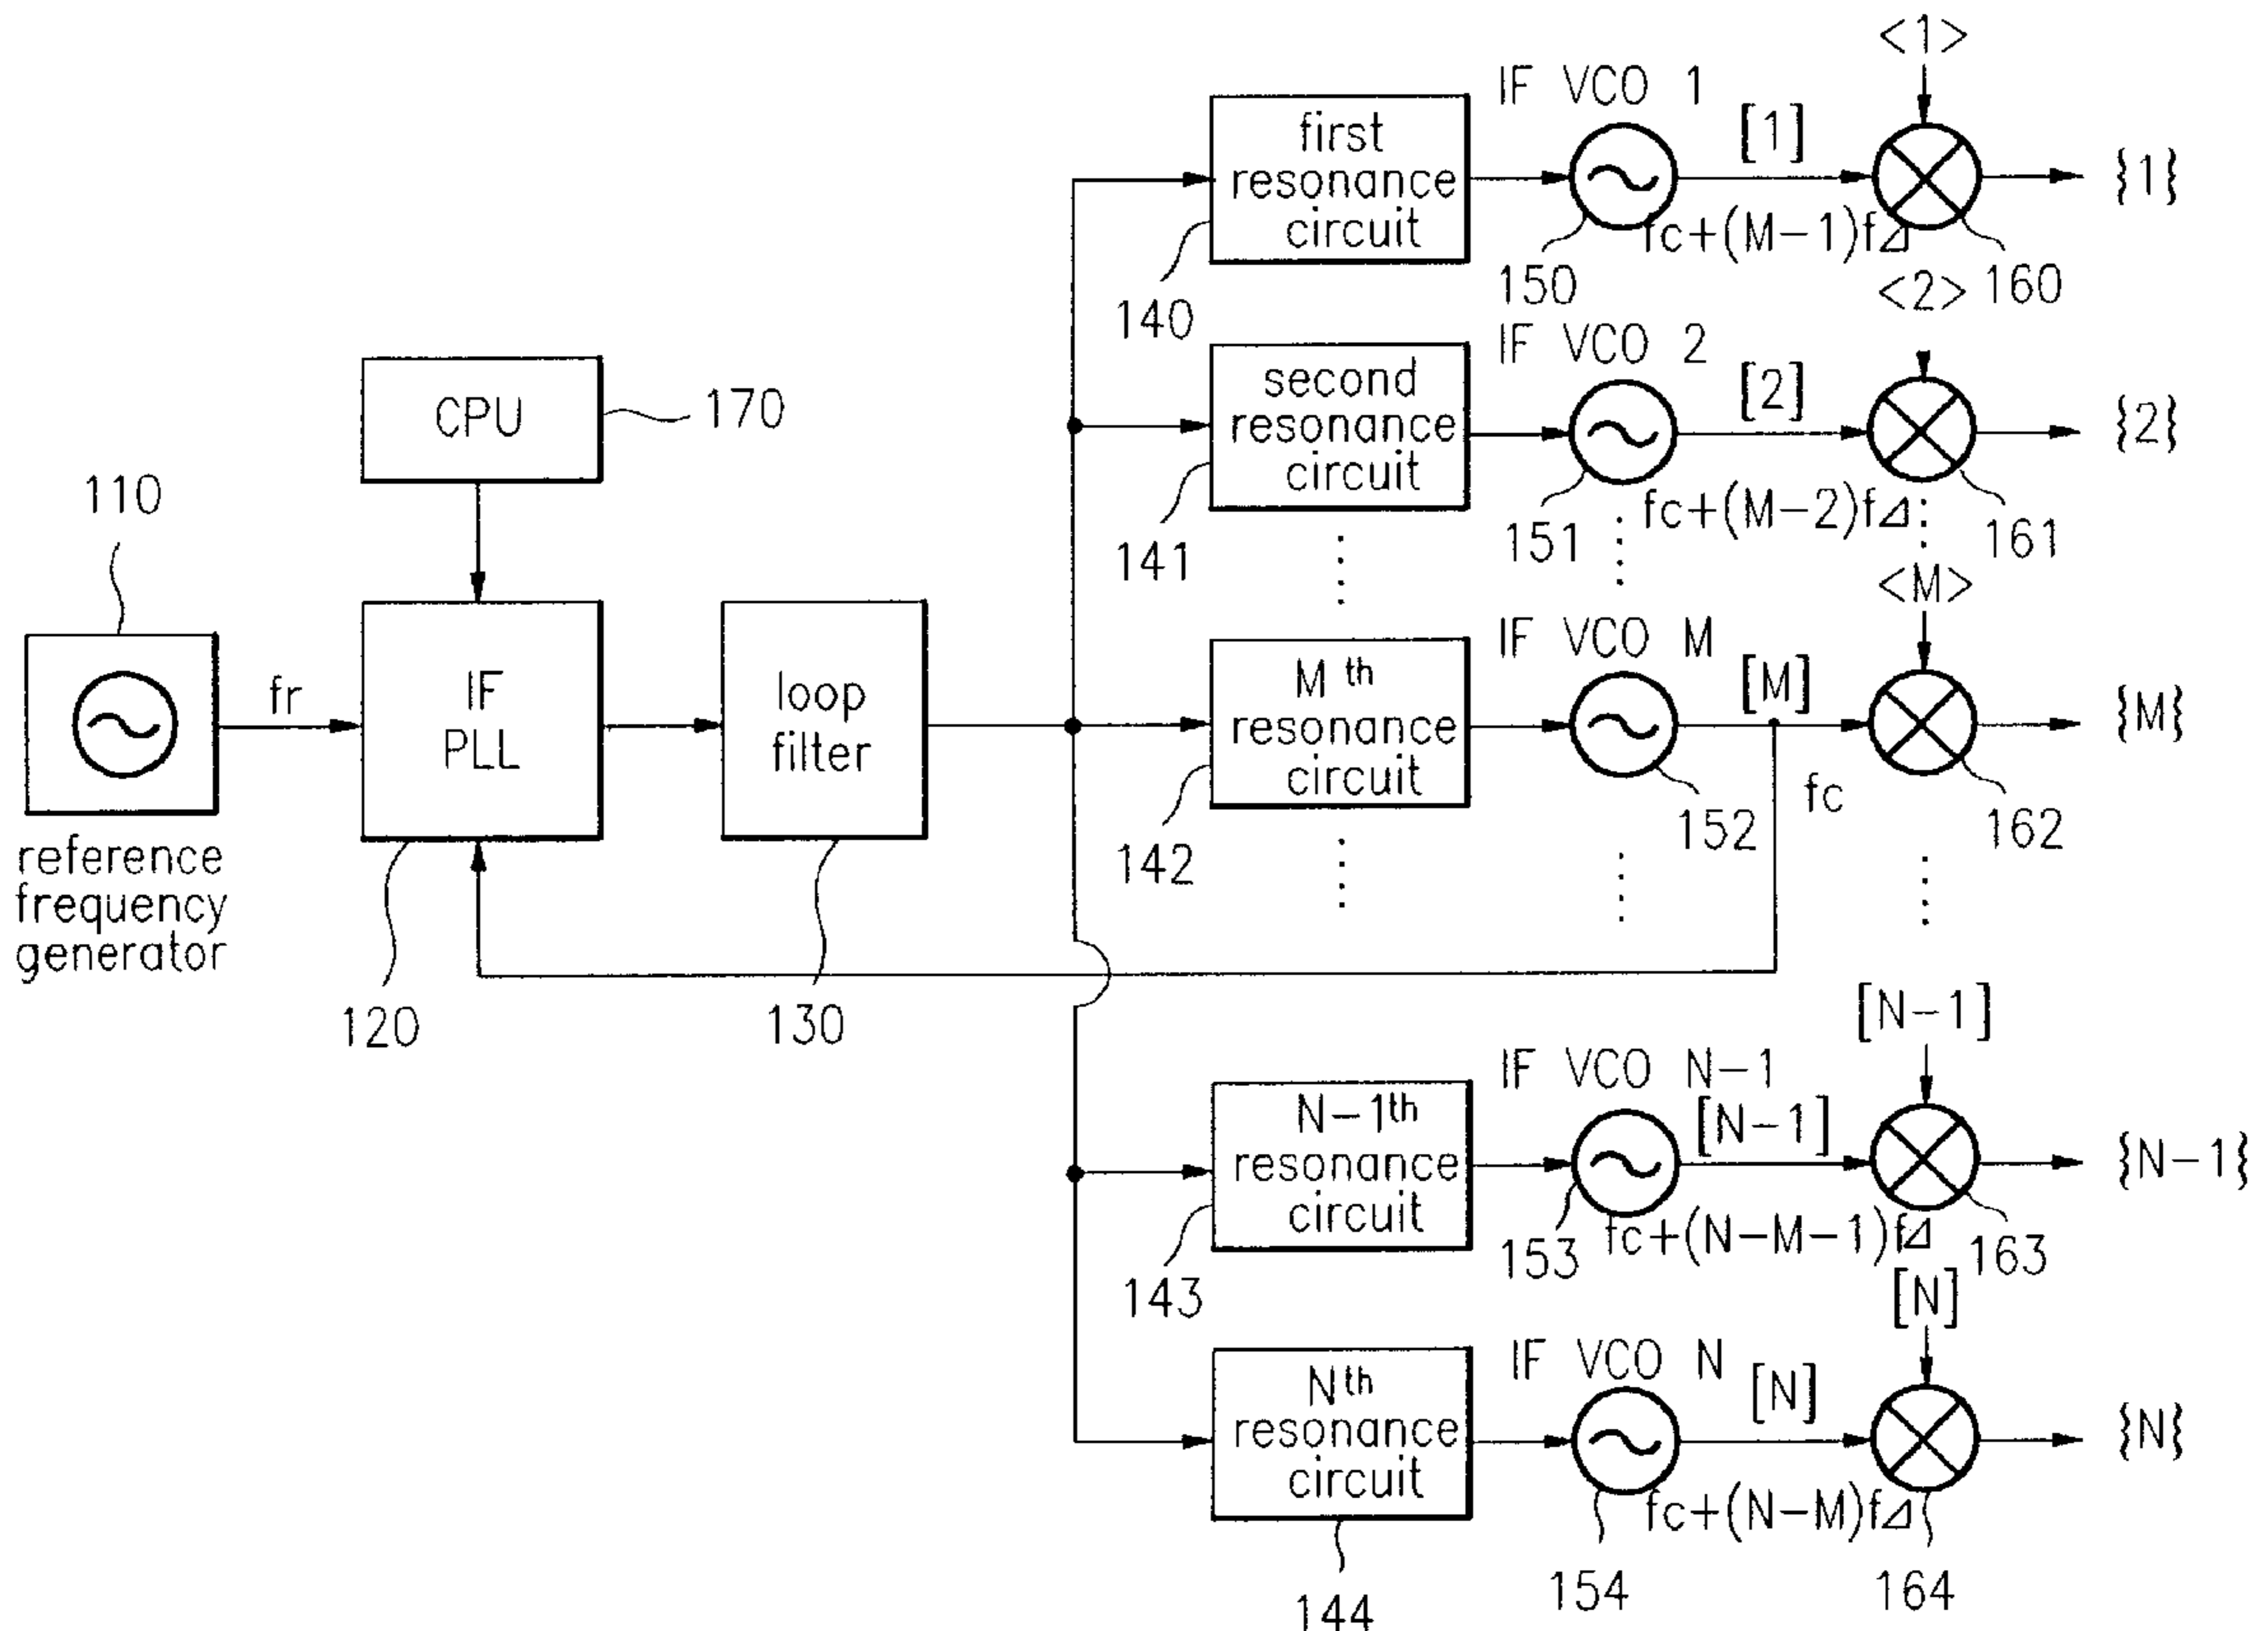 <1>
IF VCO 1
first
resonance
circuit
[1]
{1}
fc+(M-1)f⊿
140
150
160
<2>
IF VCO 2
second
resonance
circuit
[2]
{2}
fc+(M-2)f⊿
141
151
161
CPU
170
110
fr
IF
PLL
loop
filter
reference
frequency
generator
120
130
<M>
IF VCO M
M th
resonance
circuit
[M]
{M}
fc
142
152
162
[N-1]
IF VCO N-1
N-1th
resonance
circuit
[N-1]
{N-1}
fc+(N-M-1)f⊿
143
153
163
[N]
IF VCO N
Nth
resonance
circuit
[N]
{N}
fc+(N-M)f⊿
144
154
164